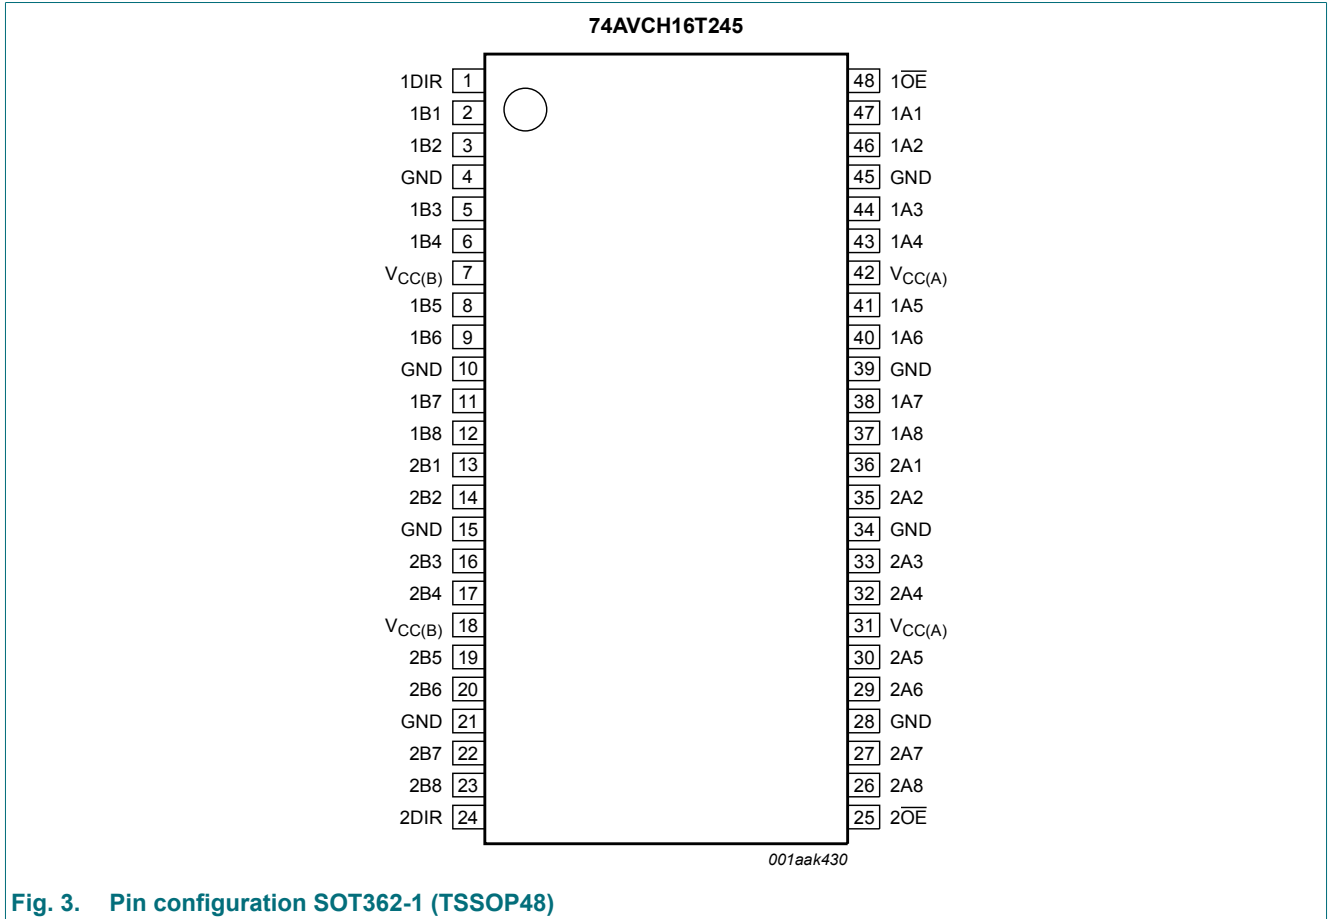 74AVCH16T245
1DIR 1 48 1O̅E̅
1B1 2 47 1A1
1B2 3 46 1A2
GND 4 45 GND
1B3 5 44 1A3
1B4 6 43 1A4
VCC(B) 7 42 VCC(A)
1B5 8 41 1A5
1B6 9 40 1A6
GND 10 39 GND
1B7 11 38 1A7
1B8 12 37 1A8
2B1 13 36 2A1
2B2 14 35 2A2
GND 15 34 GND
2B3 16 33 2A3
2B4 17 32 2A4
VCC(B) 18 31 VCC(A)
2B5 19 30 2A5
2B6 20 29 2A6
GND 21 28 GND
2B7 22 27 2A7
2B8 23 26 2A8
2DIR 24 25 2O̅E̅
001aak430
Fig. 3. Pin configuration SOT362-1 (TSSOP48)